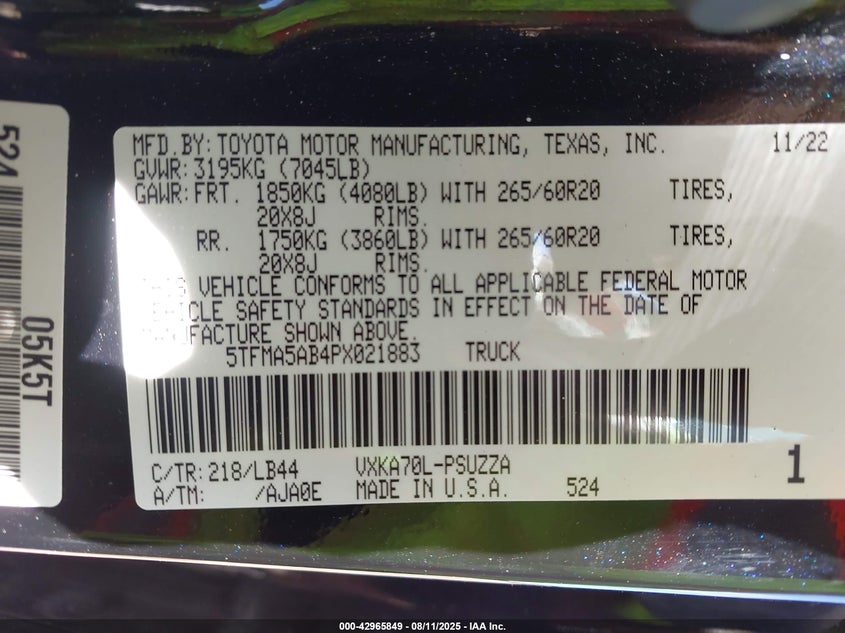 524
05K5T
MFD.BY: TOYOTA MOTOR MANUFACTURING, TEXAS, INC. 11/22
GVWR: 3195KG (7045LB)
GAWR: FRT. 1850KG (4080LB) WITH 265/60R20 TIRES,
20X8J RIMS.
RR. 1750KG (3860LB) WITH 265/60R20 TIRES,
20X8J RIMS.
THIS VEHICLE CONFORMS TO ALL APPLICABLE FEDERAL MOTOR
VEHICLE SAFETY STANDARDS IN EFFECT ON THE DATE OF
MANUFACTURE SHOWN ABOVE.
5TFMA5AB4PX021883 TRUCK
C/TR: 218/LB44 VXKA70L-PSUZZA
A/TM: /AJA0E MADE IN U.S.A. 524 1
000-42965849 - 08/11/2025 - IAA Inc.